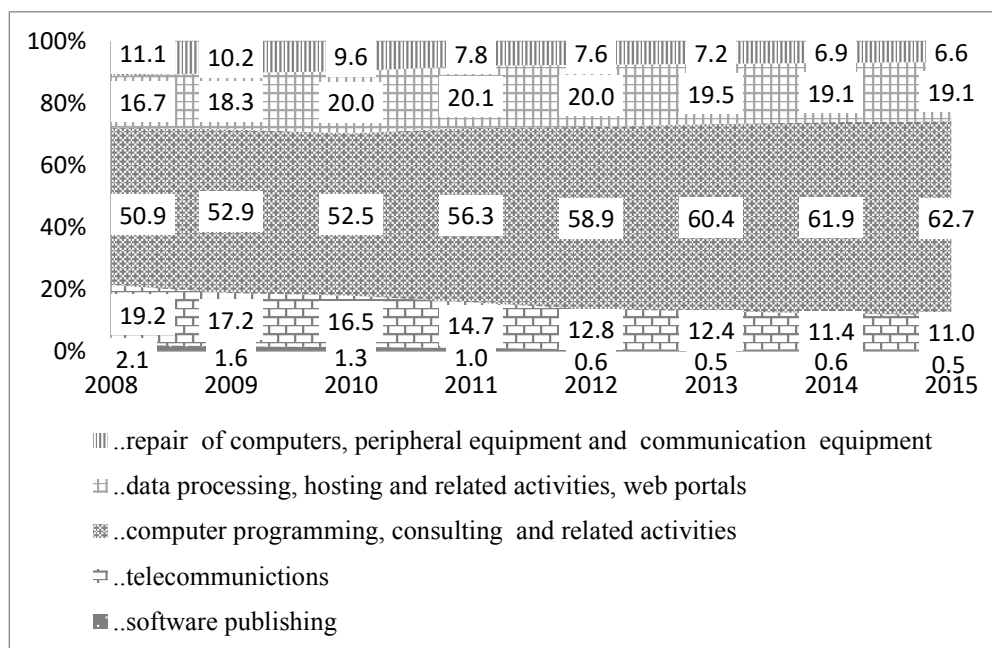 100%
11.1 10.2 9.6 7.8 7.6 7.2 6.9 6.6
80%
16.7 18.3 20.0 20.1 20.0 19.5 19.1 19.1
60%
50.9 52.9 52.5 56.3 58.9 60.4 61.9 62.7
40%
20%
19.2 17.2 16.5 14.7 12.8 12.4 11.4 11.0
0%
2.1 1.6 1.3 1.0 0.6 0.5 0.6 0.5
2008 2009 2010 2011 2012 2013 2014 2015
..repair of computers, peripheral equipment and communication equipment
..data processing, hosting and related activities, web portals
..computer programming, consulting and related activities
..telecommunictions
..software publishing